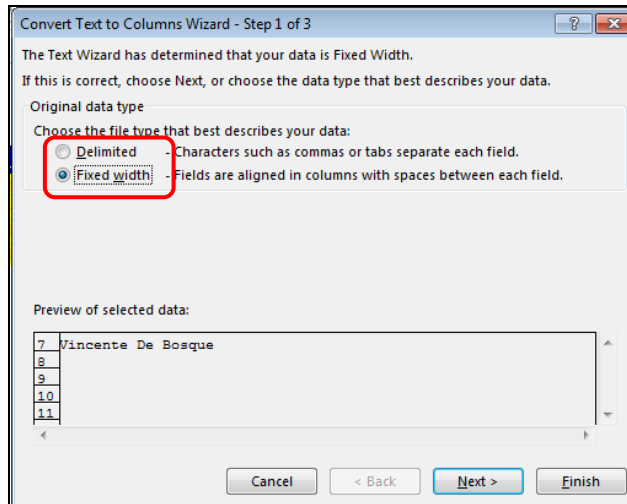 Convert Text to Columns Wizard - Step 1 of 3
The Text Wizard has determined that your data is Fixed Width.
If this is correct, choose Next, or choose the data type that best describes your data.
Original data type
Choose the file type that best describes your data:
Delimited - Characters such as commas or tabs separate each field.
Fixed width - Fields are aligned in columns with spaces between each field.
Preview of selected data:
7 Vincente De Bosque
8
9
10
11
Cancel < Back Next > Finish